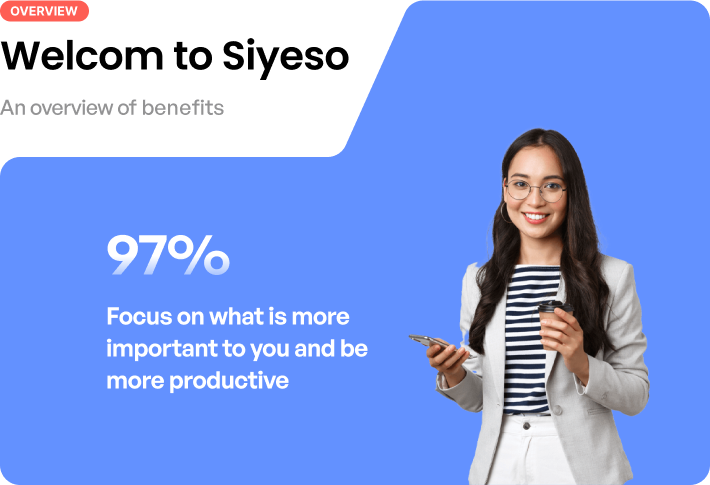 OVERVIEW
Welcom to Siyeso
An overview of benefits
97%
Focus on what is more
important to you and be
more productive